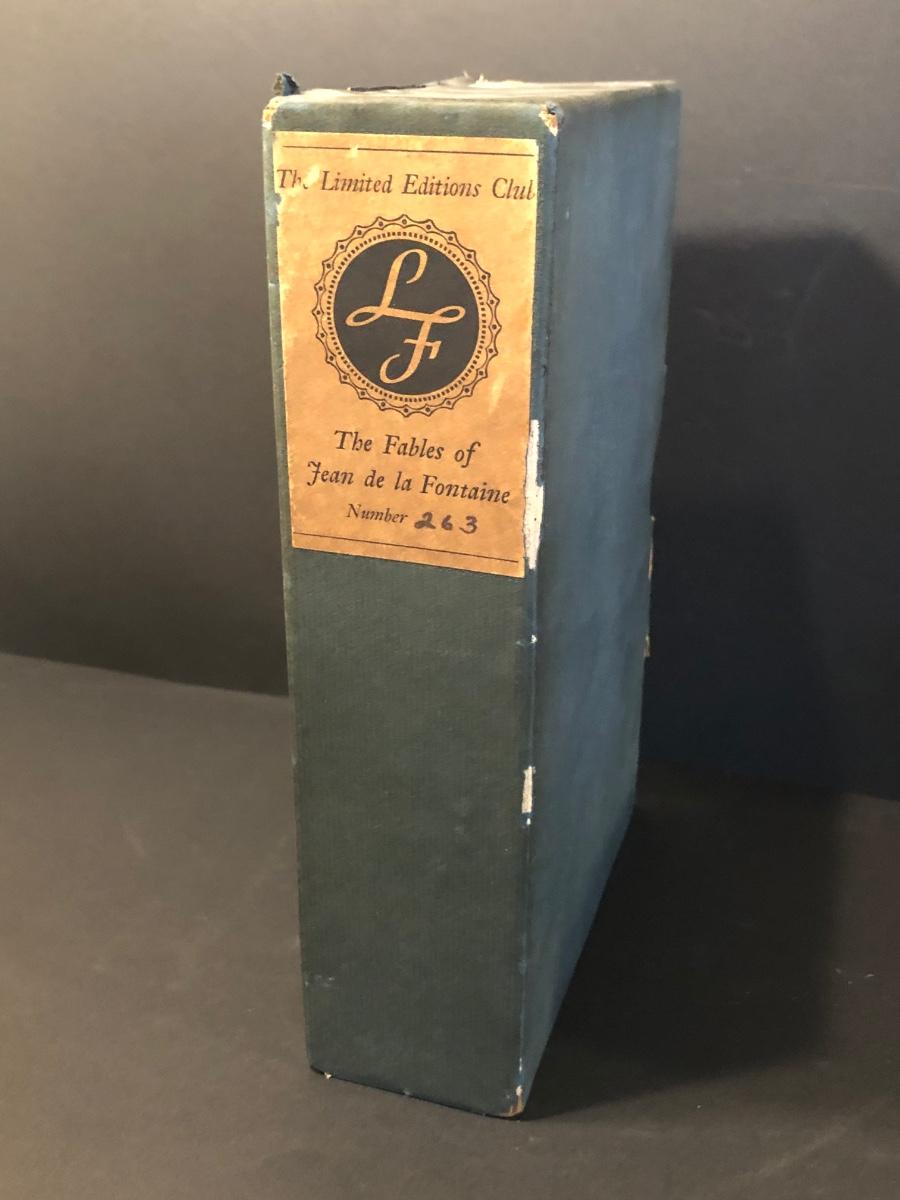 The Limited Editions Club
LF
The Fables of
Jean de la Fontaine
Number 263